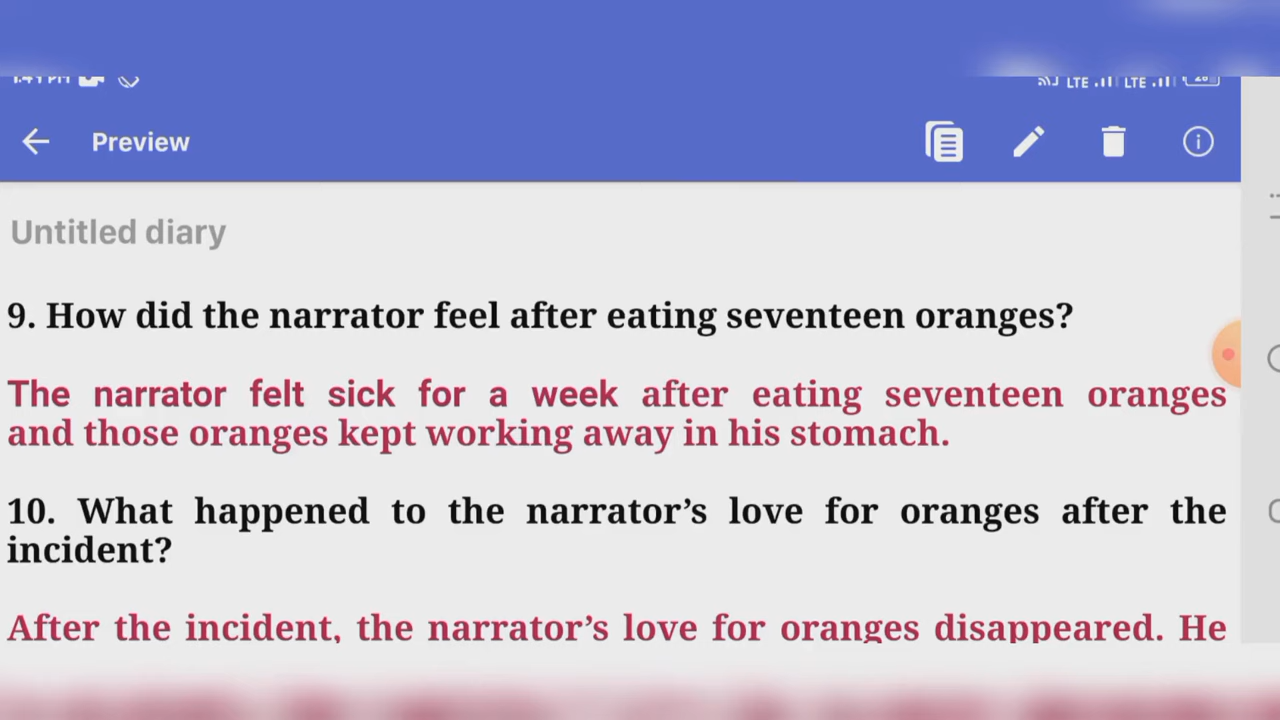 LTE LTE
Preview
Untitled diary
9. How did the narrator feel after eating seventeen oranges?
The narrator felt sick for a week after eating seventeen oranges
and those oranges kept working away in his stomach.
10. What happened to the narrator’s love for oranges after the
incident?
After the incident, the narrator’s love for oranges disappeared. He